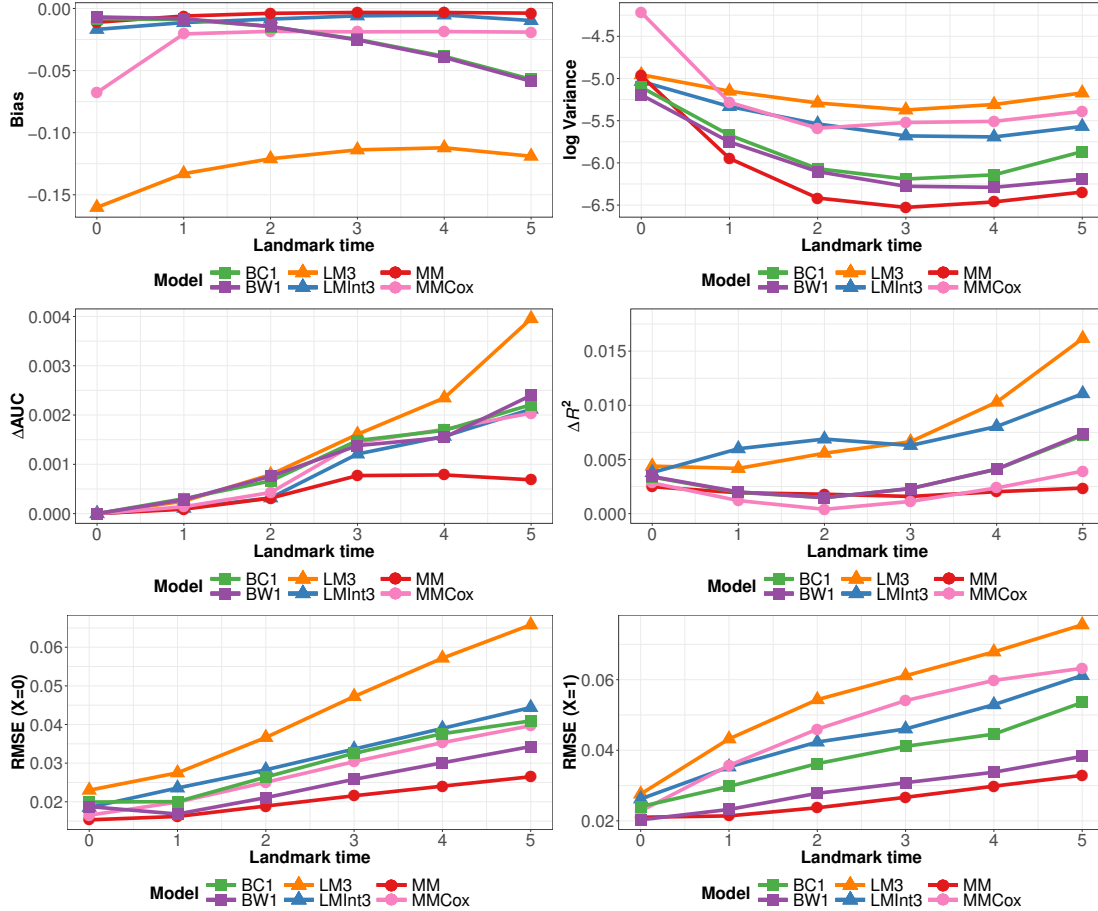 0.00
−0.05
−0.10
−0.15
Bias
0 1 2 3 4 5
Landmark time
Model BC1 LM3 MM
BW1 LMInt3 MMCox
−4.5
−5.0
−5.5
−6.0
−6.5
log Variance
0 1 2 3 4 5
Landmark time
Model BC1 LM3 MM
BW1 LMInt3 MMCox
0.004
0.003
0.002
0.001
0.000
ΔAUC
0 1 2 3 4 5
Landmark time
Model BC1 LM3 MM
BW1 LMInt3 MMCox
0.015
0.010
0.005
0.000
ΔR²
0 1 2 3 4 5
Landmark time
Model BC1 LM3 MM
BW1 LMInt3 MMCox
0.06
0.05
0.04
0.03
0.02
RMSE (X=0)
0 1 2 3 4 5
Landmark time
Model BC1 LM3 MM
BW1 LMInt3 MMCox
0.06
0.04
0.02
RMSE (X=1)
0 1 2 3 4 5
Landmark time
Model BC1 LM3 MM
BW1 LMInt3 MMCox